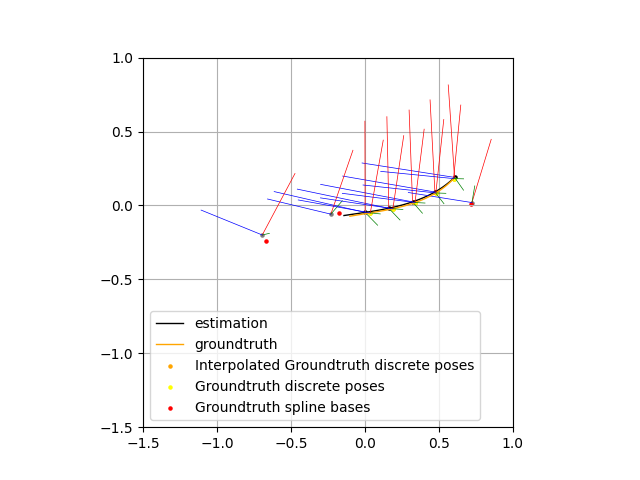 1.0
0.5
0.0
−0.5
−1.0
−1.5
estimation
groundtruth
Interpolated Groundtruth discrete poses
Groundtruth discrete poses
Groundtruth spline bases
−1.5 −1.0 −0.5 0.0 0.5 1.0